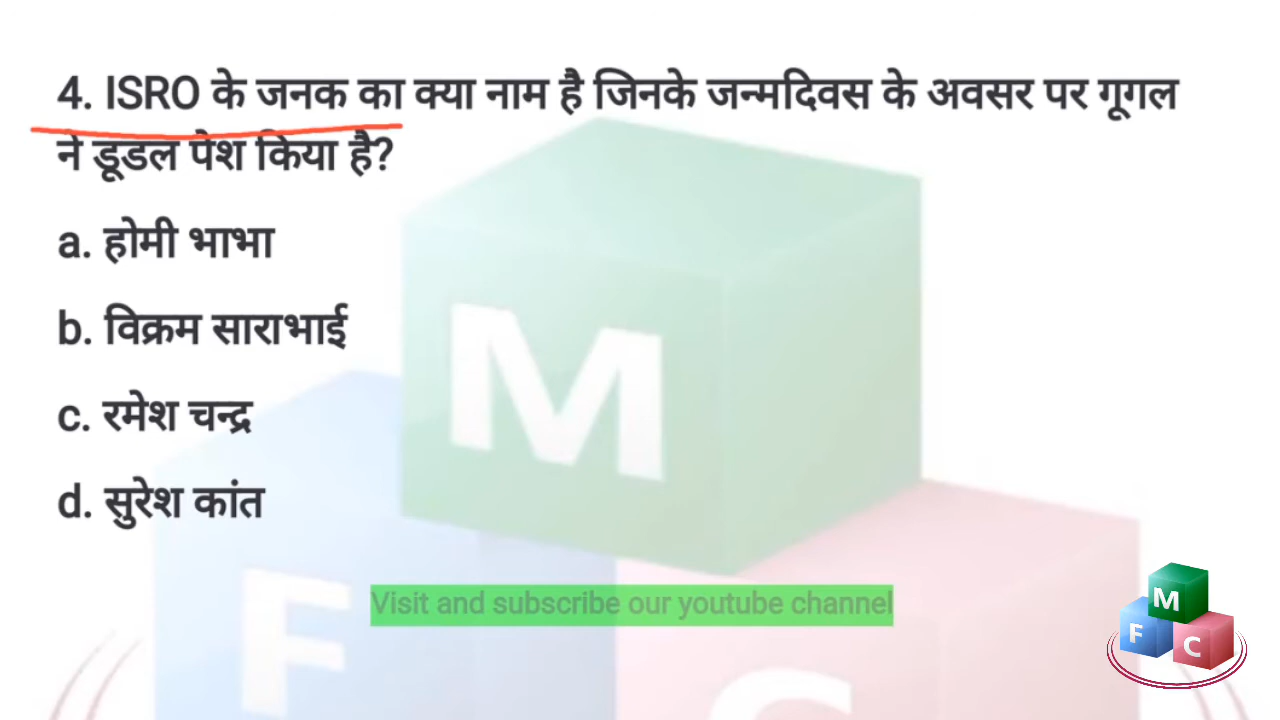 4. ISRO के जनक का क्या नाम है जिनके जन्मदिवस के अवसर पर गूगल
ने डूडल पेश किया है?
a. होमी भाभा
b. विक्रम साराभाई
c. रमेश चन्द्र
d. सुरेश कांत
M
F
C
Visit and subscribe our youtube channel
M
F
C